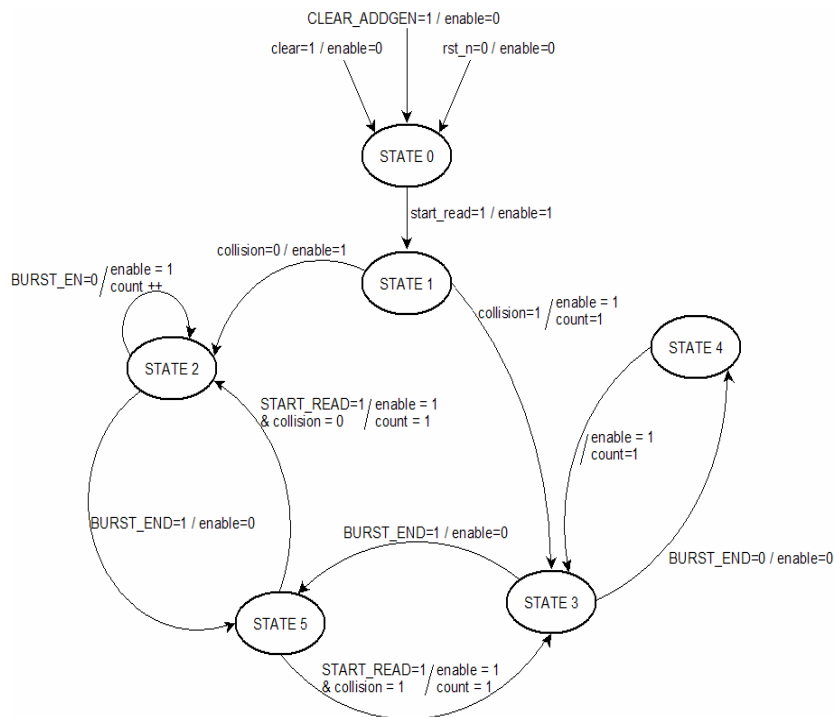 CLEAR_ADDGEN=1 / enable=0
clear=1 / enable=0
rst_n=0 / enable=0
STATE 0
start_read=1 / enable=1
collision=0 / enable=1
BURST_EN=0 / enable = 1
count ++
STATE 1
collision=1 / enable = 1
count=1
STATE 4
STATE 2
START_READ=1 / enable = 1
& collision = 0 / count = 1
/ enable = 1
count=1
BURST_END=1 / enable=0
BURST_END=1 / enable=0
BURST_END=0 / enable=0
STATE 3
STATE 5
START_READ=1 / enable = 1
& collision = 1 / count = 1